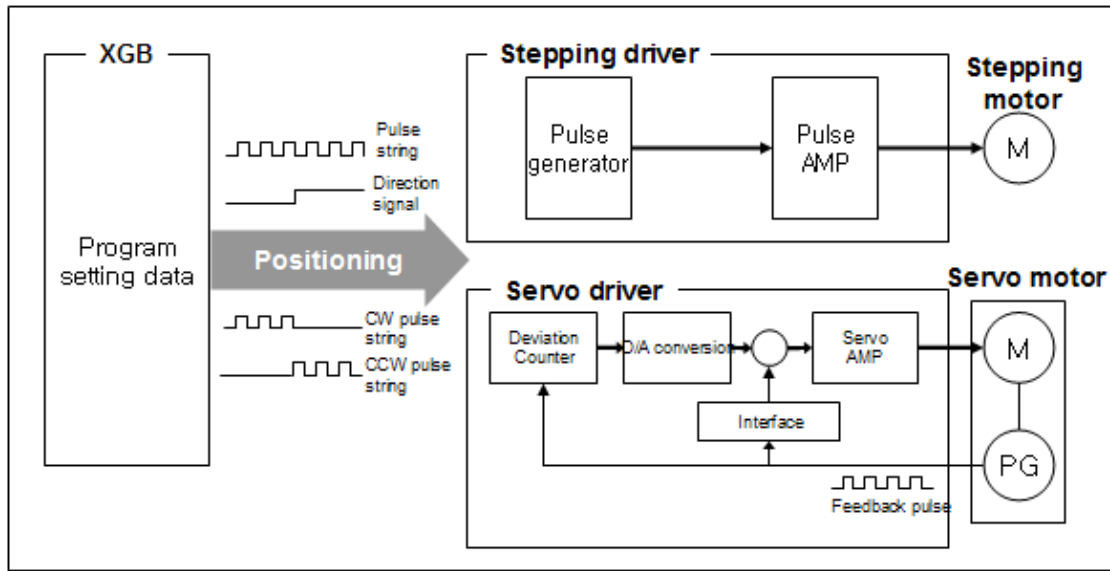 XGB
Program
setting data
Pulse
string
Direction
signal
Positioning
CW pulse
string
CCW pulse
string
Stepping driver
Pulse
generator
Pulse
AMP
Stepping
motor
M
Servo driver
Deviation
Counter
D/A conversion
Servo
AMP
Interface
Feedback pulse
Servo motor
M
PG